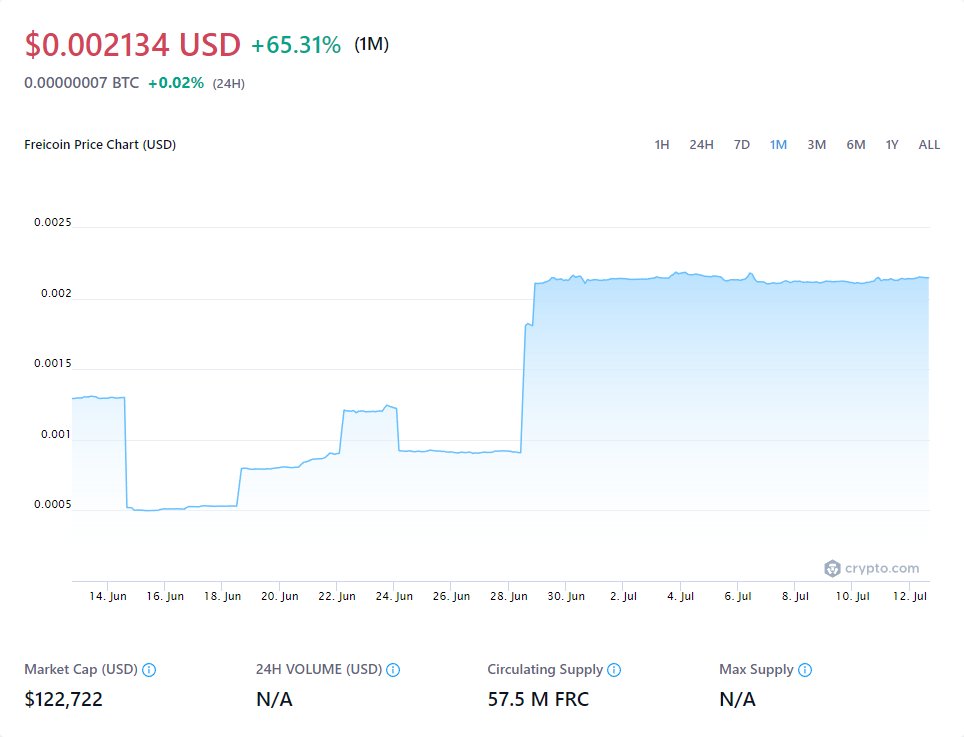 $0.002134 USD +65.31% (1M)
0.00000007 BTC +0.02% (24H)
Freicoin Price Chart (USD) 1H 24H 7D 1M 3M 6M 1Y ALL
0.0025
0.002
0.0015
0.001
0.0005
crypto.com
14. Jun 16. Jun 18. Jun 20. Jun 22. Jun 24. Jun 26. Jun 28. Jun 30. Jun 2. Jul 4. Jul 6. Jul 8. Jul 10. Jul 12. Jul
Market Cap (USD) 24H VOLUME (USD) Circulating Supply Max Supply
$122,722 N/A 57.5 M FRC N/A